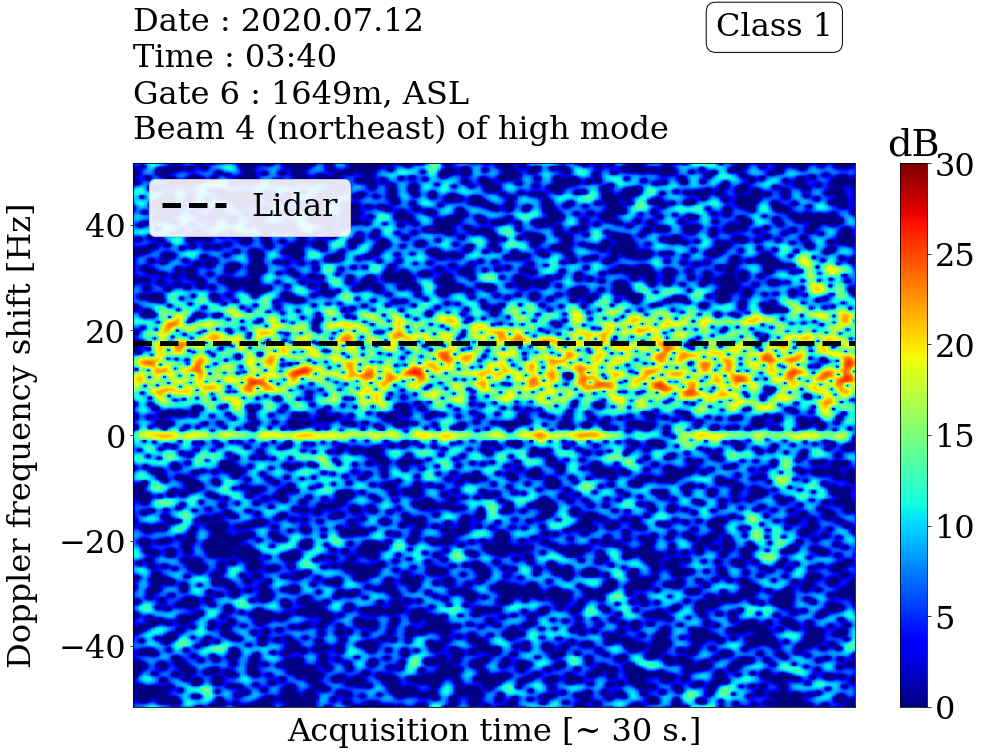 Date : 2020.07.12
Time : 03:40
Gate 6 : 1649m, ASL
Beam 4 (northeast) of high mode
Class 1
dB
Lidar
Doppler frequency shift [Hz]
40
20
0
−20
−40
30
25
20
15
10
5
0
Acquisition time [~ 30 s.]